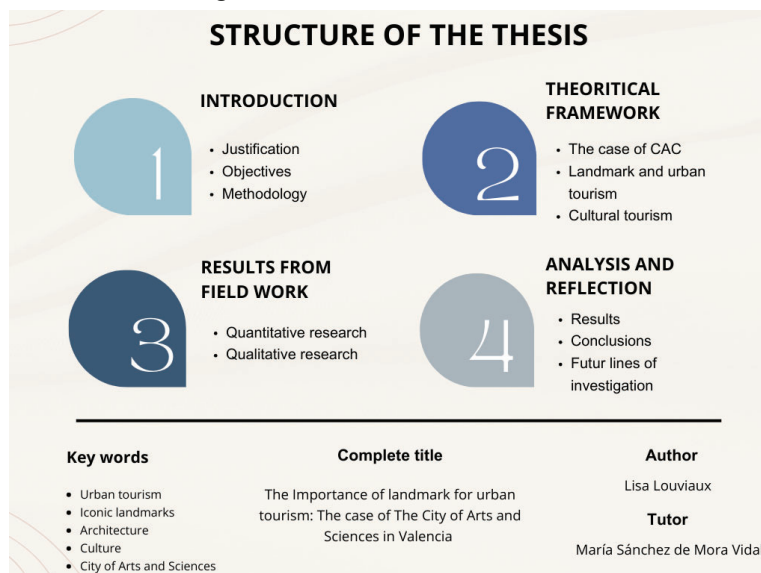 STRUCTURE OF THE THESIS
1
INTRODUCTION
• Justification
• Objectives
• Methodology
2
THEORITICAL
FRAMEWORK
• The case of CAC
• Landmark and urban
tourism
• Cultural tourism
3
RESULTS FROM
FIELD WORK
• Quantitative research
• Qualitative research
4
ANALYSIS AND
REFLECTION
• Results
• Conclusions
• Futur lines of
investigation
Key words
• Urban tourism
• Iconic landmarks
• Architecture
• Culture
• City of Arts and Sciences
Complete title
The Importance of landmark for urban
tourism: The case of The City of Arts and
Sciences in Valencia
Author
Lisa Louviaux
Tutor
María Sánchez de Mora Vida